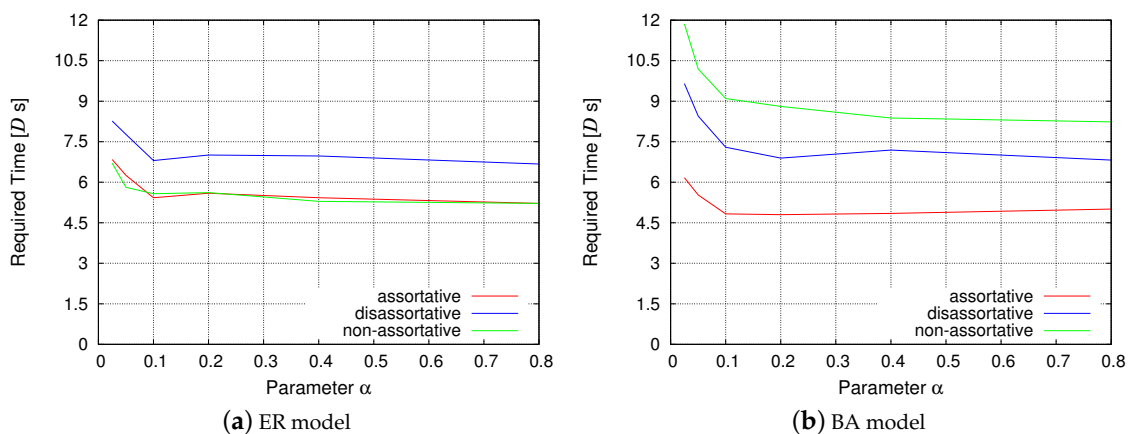 12
10.5
9
7.5
6
4.5
3
1.5
0
Required Time [D s]
assortative
disassortative
non-assortative
0 0.1 0.2 0.3 0.4 0.5 0.6 0.7 0.8
Parameter α
(a) ER model
12
10.5
9
7.5
6
4.5
3
1.5
0
Required Time [D s]
assortative
disassortative
non-assortative
0 0.1 0.2 0.3 0.4 0.5 0.6 0.7 0.8
Parameter α
(b) BA model